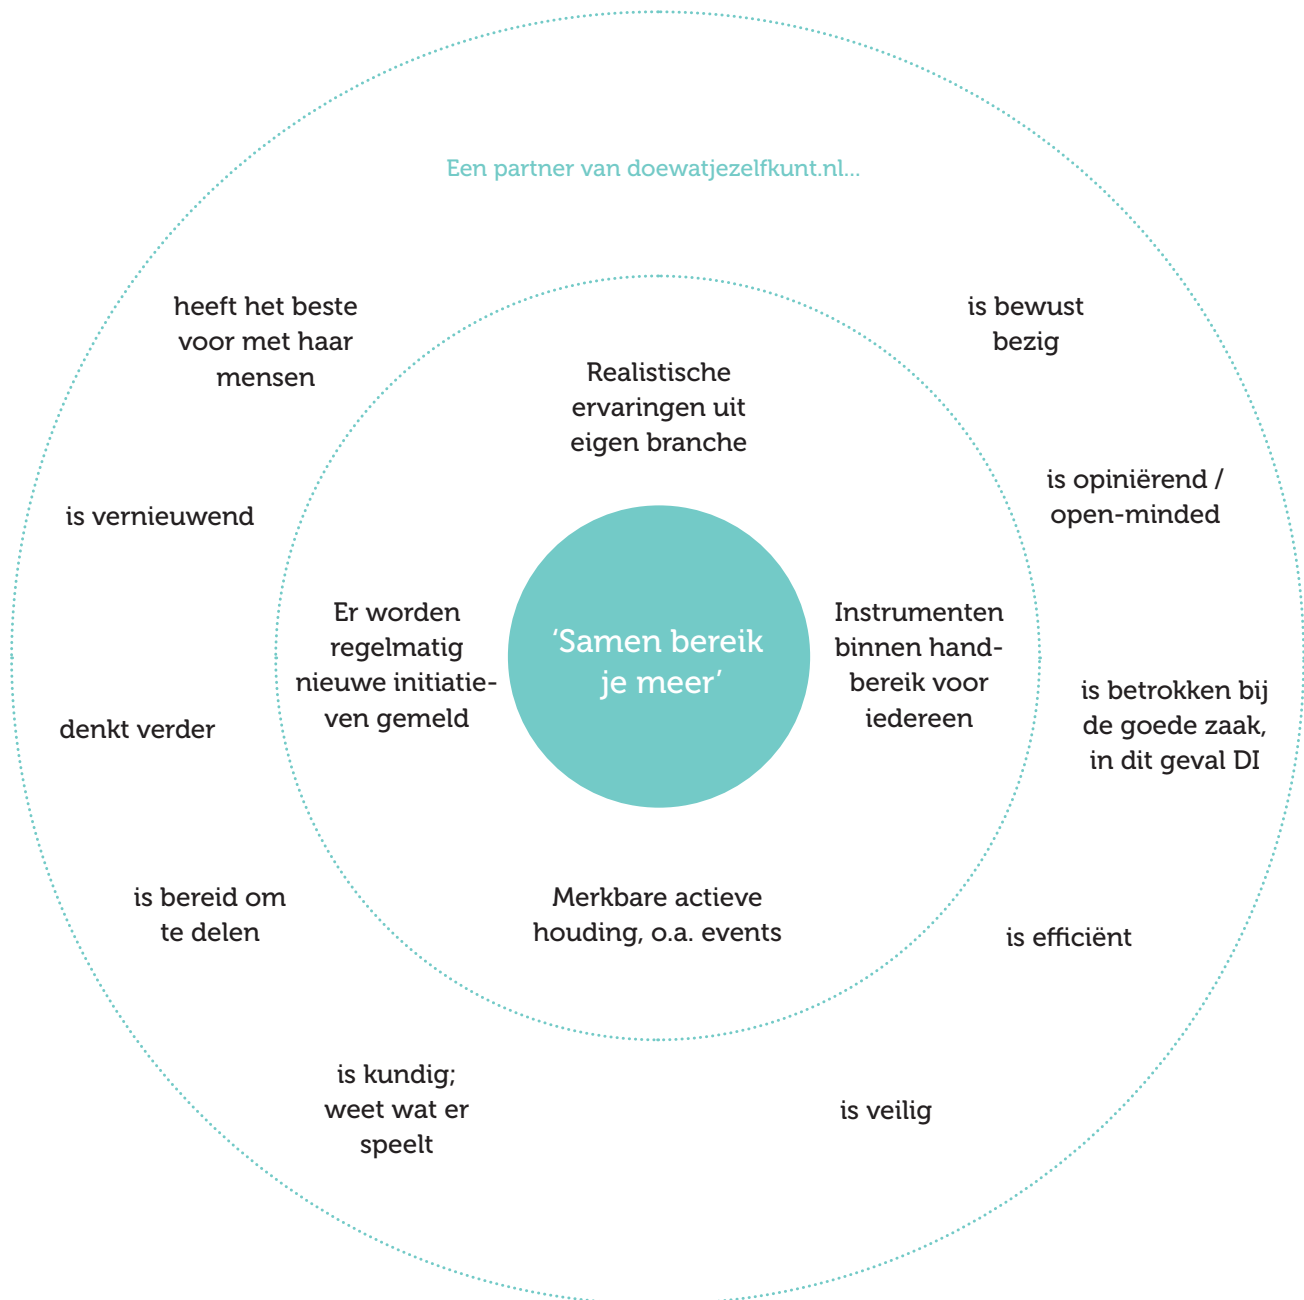 Een partner van doewatjezelfkunt.nl...
heeft het beste
voor met haar
mensen
is bewust
bezig
Realistische
ervaringen uit
eigen branche
is vernieuwend
is opiniërend /
open-minded
Er worden
regelmatig
nieuwe initiatie-
ven gemeld
'Samen bereik
je meer'
Instrumenten
binnen hand-
bereik voor
iedereen
denkt verder
is betrokken bij
de goede zaak,
in dit geval DI
is bereid om
te delen
Merkbare actieve
houding, o.a. events
is efficiënt
is kundig;
weet wat er
speelt
is veilig